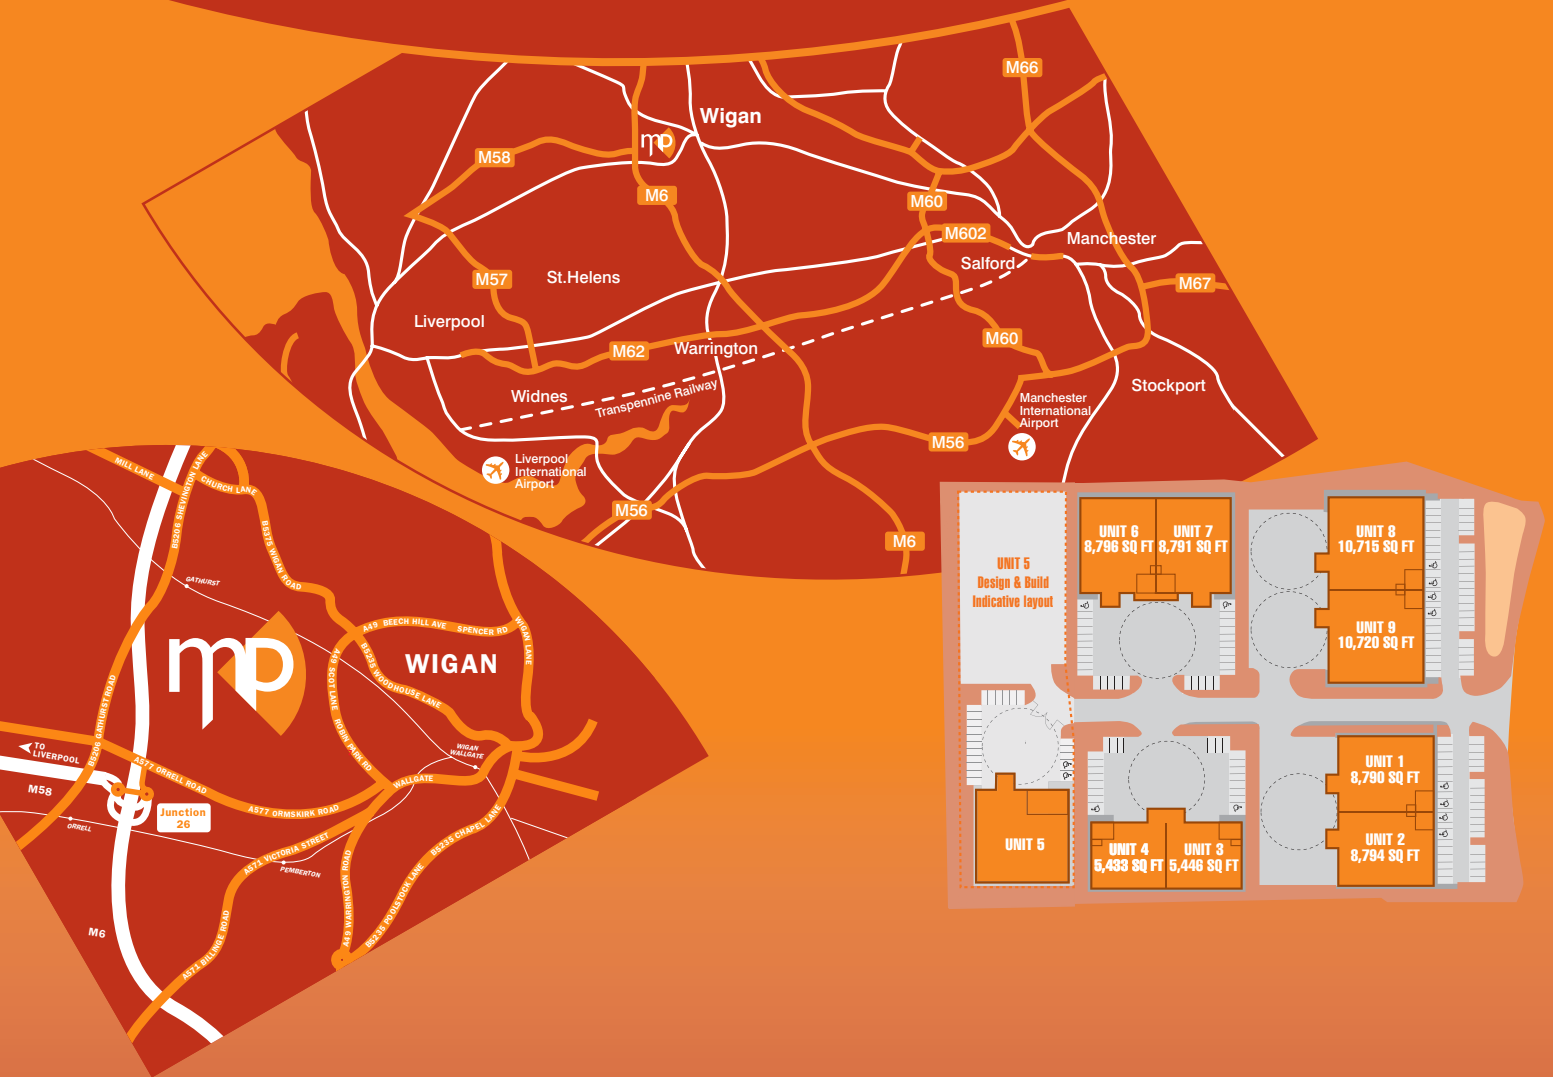 M66
Wigan
mp
M58
M6
M60
M602
Manchester
Salford
M57
St.Helens
M67
Liverpool
M60
M62
Warrington
Stockport
Widnes
Transpennine Railway
Manchester
International
Airport
M56
Liverpool
International
Airport
M56
M6
MILL LANE
B5206 SHEVINGTON LANE
CHURCH LANE
B5375 WIGAN ROAD
GATHURST
A49 BEECH HILL AVE SPENCER RD
WIGAN LANE
mp
WIGAN
B5235 WOODHOUSE LANE
A49 SCOT LANE ROBIN PARK RD
B5206 GATHURST ROAD
TO
LIVERPOOL
WIGAN
WALLGATE
A577 ORRELL ROAD
WALLGATE
M58
Junction
26
A577 ORMSKIRK ROAD
ORRELL
A571 VICTORIA STREET
B5235 CHAPEL LANE
PEMBERTON
A49 WARRINGTON ROAD
B5235 POOLSTOCK LANE
M6
A571 BILLINGE ROAD
UNIT 5
Design & Build
Indicative layout
UNIT 6
8,796 SQ FT
UNIT 7
8,791 SQ FT
UNIT 8
10,715 SQ FT
UNIT 9
10,720 SQ FT
UNIT 5
UNIT 4
5,433 SQ FT
UNIT 3
5,446 SQ FT
UNIT 1
8,790 SQ FT
UNIT 2
8,794 SQ FT